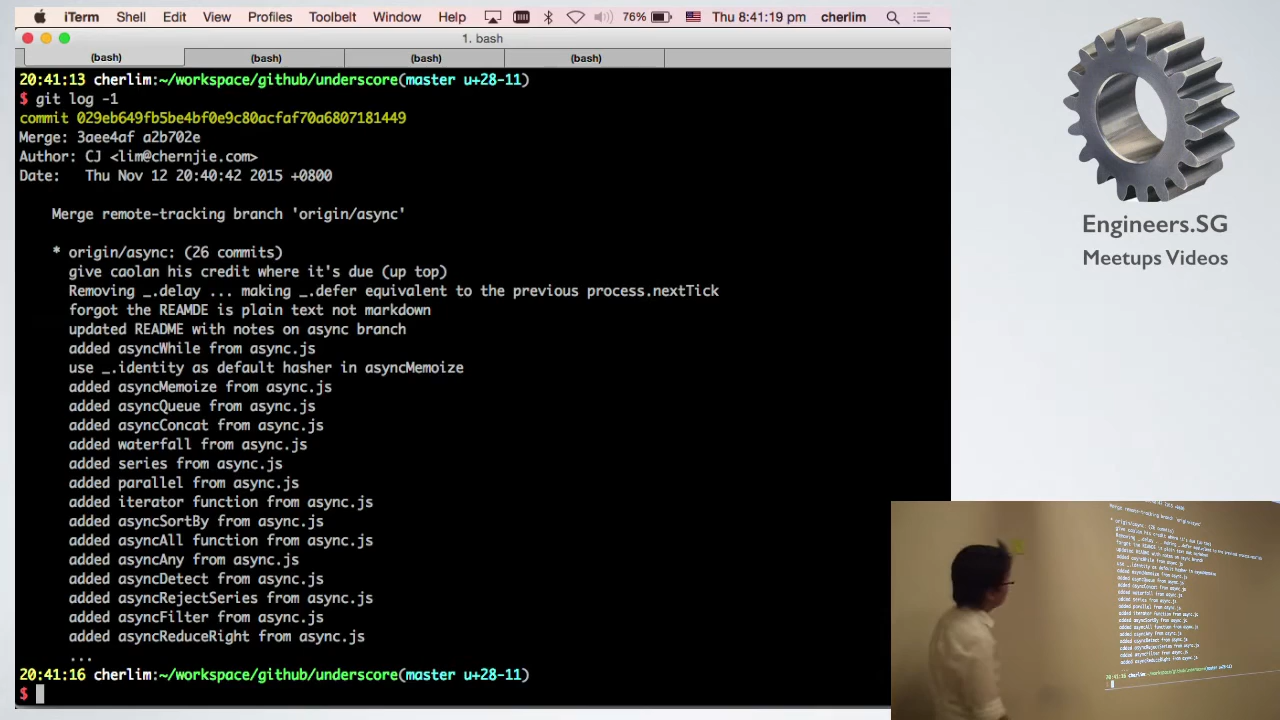 iTerm Shell Edit View Profiles Toolbelt Window Help 76% Thu 8:41:19 pm cherlim
1. bash
(bash) (bash) (bash) (bash)
20:41:13 cherlim:~/workspace/github/underscore(master u+28-11)
$ git log -1
commit 029eb649fb5be4bf0e9c80acfaf70a6807181449
Merge: 3aee4af a2b702e
Author: CJ <lim@chernjie.com>
Date:   Thu Nov 12 20:40:42 2015 +0800
Merge remote-tracking branch 'origin/async'
* origin/async: (26 commits)
give caolan his credit where it's due (up top)
Removing _.delay ... making _.defer equivalent to the previous process.nextTick
forgot the REAMDE is plain text not markdown
updated README with notes on async branch
added asyncWhile from async.js
use _.identity as default hasher in asyncMemoize
added asyncMemoize from async.js
added asyncQueue from async.js
added asyncConcat from async.js
added waterfall from async.js
added series from async.js
added parallel from async.js
added iterator function from async.js
added asyncSortBy from async.js
added asyncAll function from async.js
added asyncAny from async.js
added asyncDetect from async.js
added asyncRejectSeries from async.js
added asyncFilter from async.js
added asyncReduceRight from async.js
...
20:41:16 cherlim:~/workspace/github/underscore(master u+28-11)
$
Engineers.SG
Meetups Videos